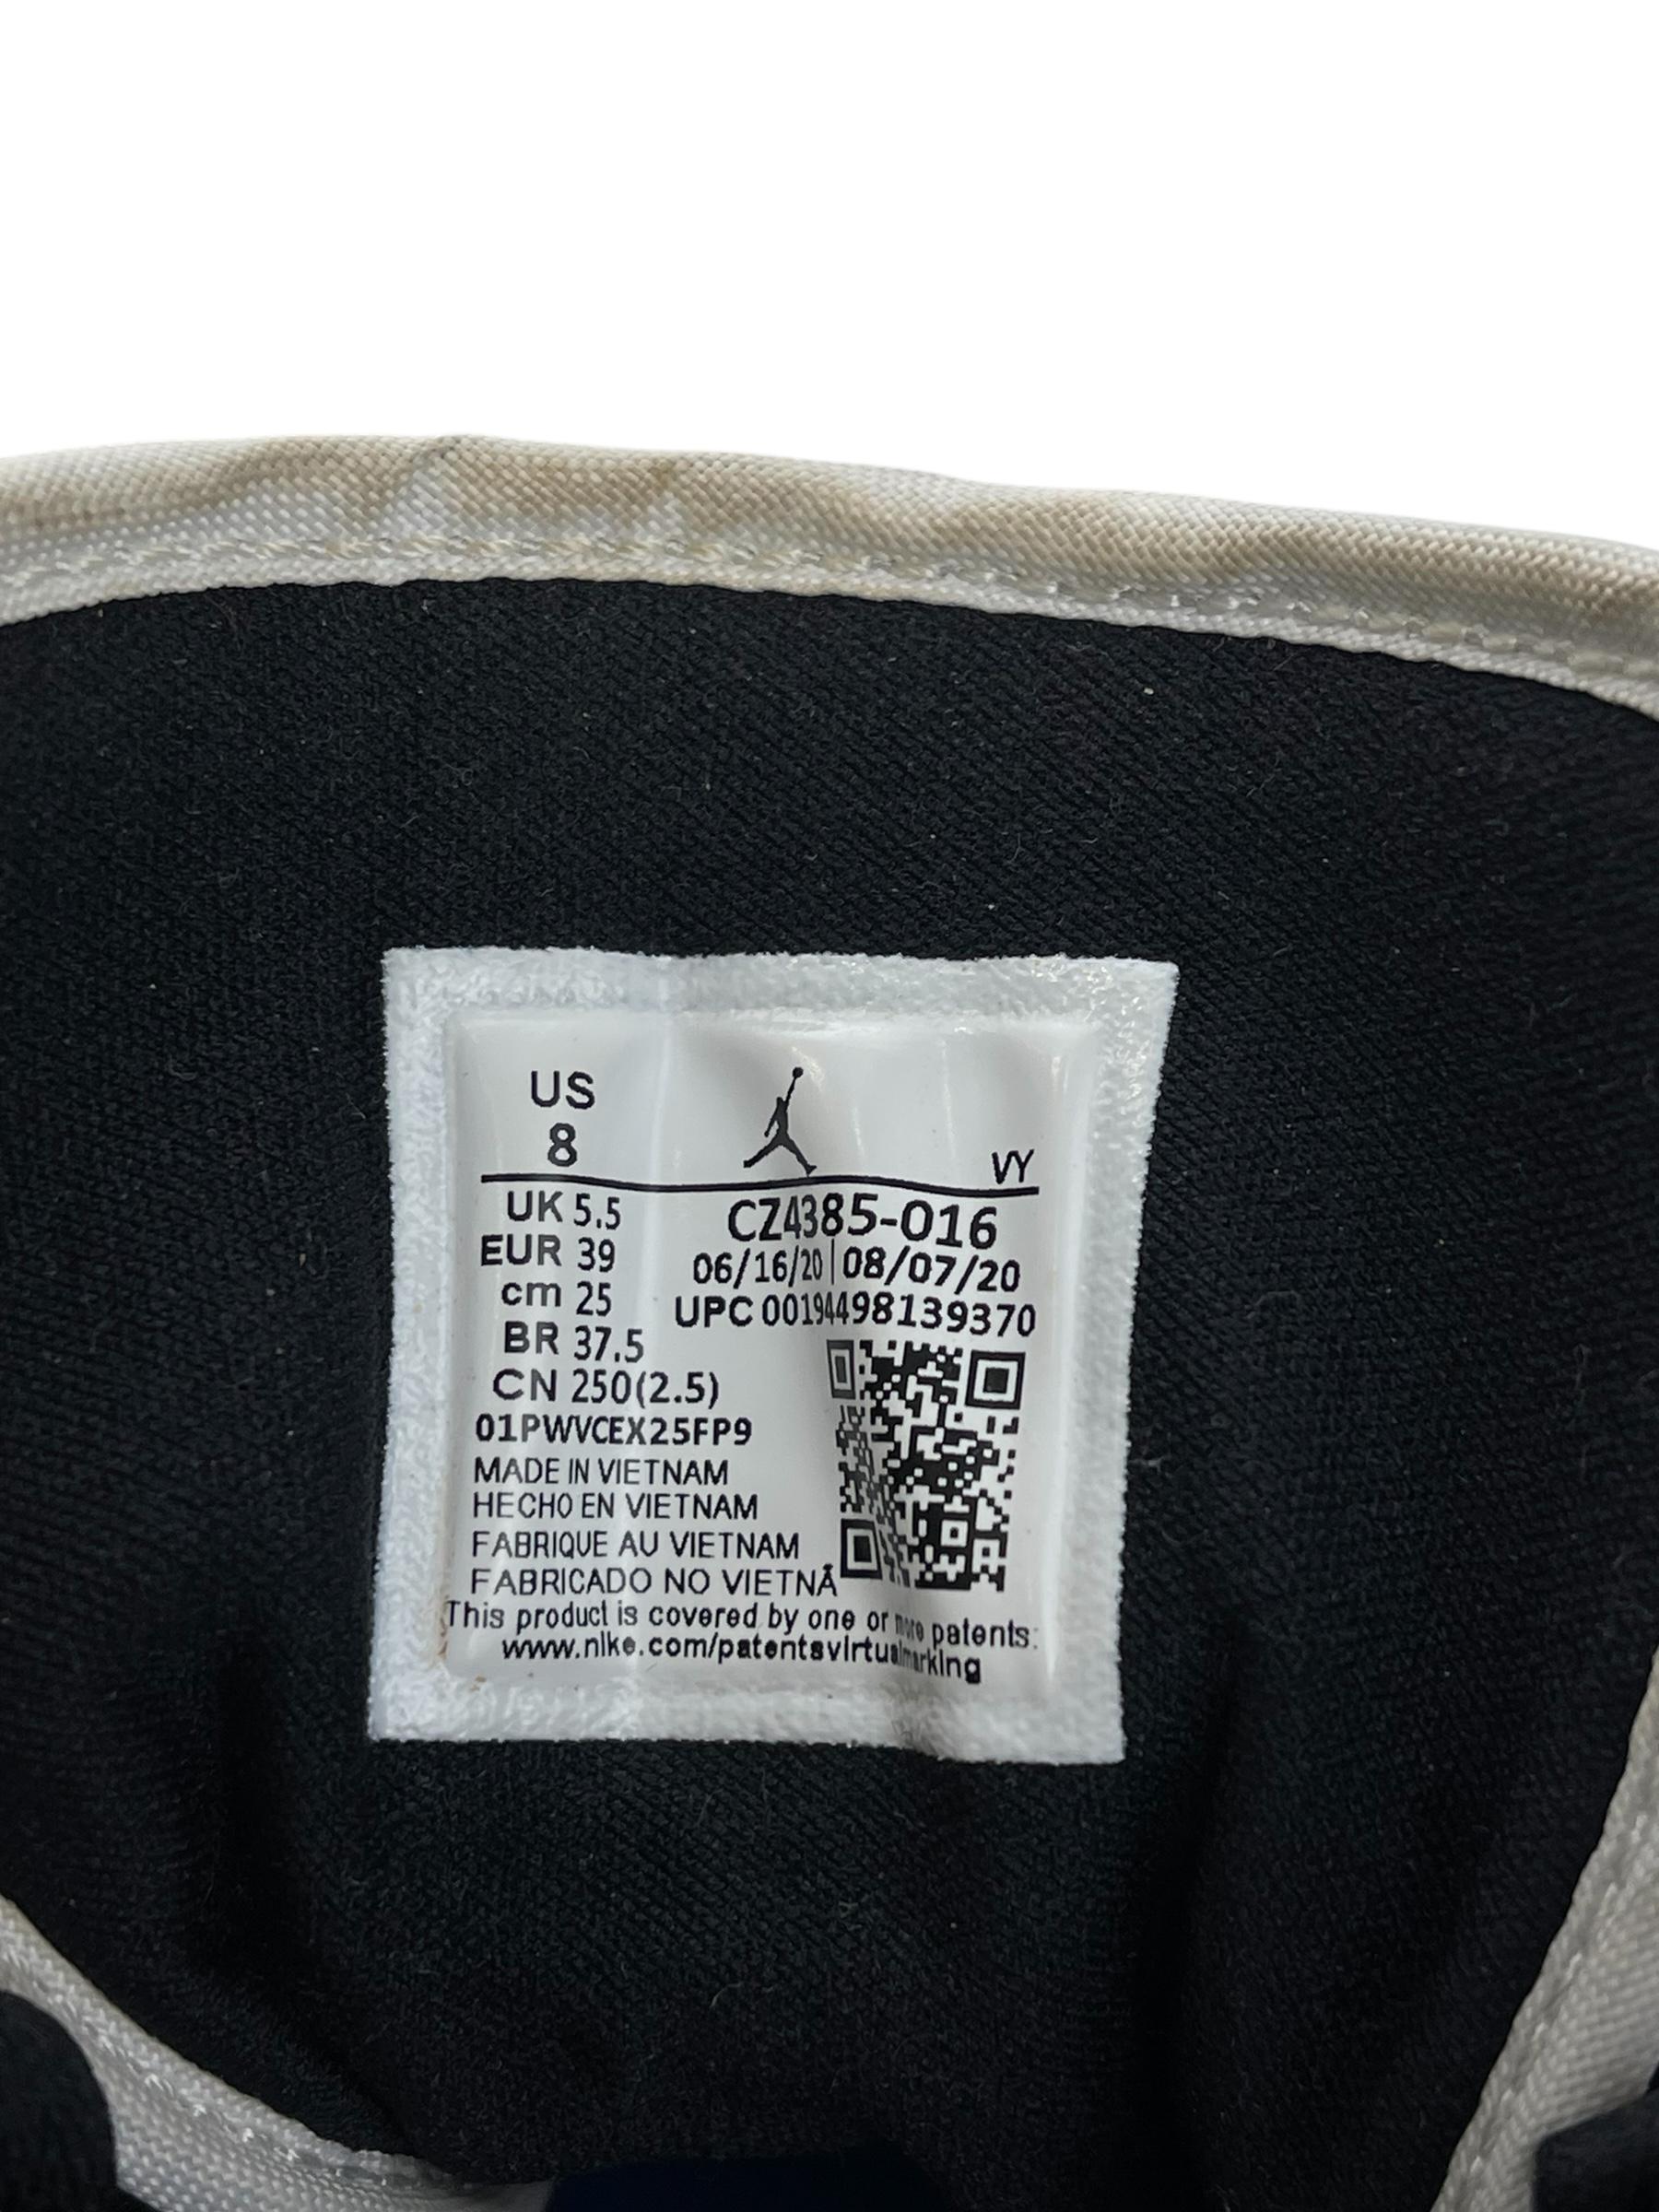 US
8
VY
UK 5.5
EUR 39
cm 25
BR 37.5
CN 250(2.5)
CZ4385-016
06/16/20|08/07/20
UPC 00194498139370
01PWVCEX25FP9
MADE IN VIETNAM
HECHO EN VIETNAM
FABRIQUE AU VIETNAM
FABRICADO NO VIETNÃ
This product is covered by one or more patents:
www.nike.com/patentsvirtualmarking